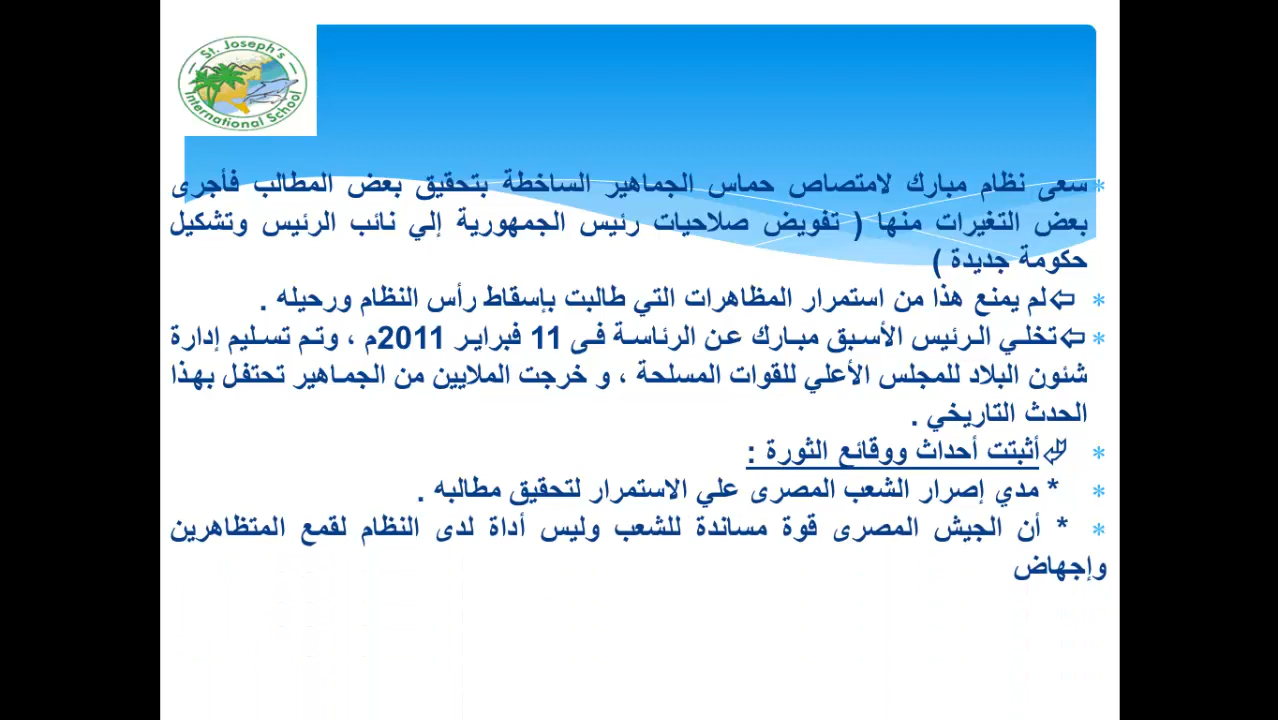 St. Joseph's
International School
* سعى نظام مبارك لامتصاص حماس الجماهير الساخطة بتحقيق بعض المطالب فأجرى
بعض التغيرات منها ( تفويض صلاحيات رئيس الجمهورية إلي نائب الرئيس وتشكيل
حكومة جديدة )
* ⇦لم يمنع هذا من استمرار المظاهرات التي طالبت بإسقاط رأس النظام ورحيله .
* ⇦تخلي الرئيس الأسبق مبارك عن الرئاسة فى 11 فبراير 2011م ، وتم تسليم إدارة
شئون البلاد للمجلس الأعلي للقوات المسلحة ، و خرجت الملايين من الجماهير تحتفل بهذا
الحدث التاريخي .
* أثبتت أحداث ووقائع الثورة :
* * مدي إصرار الشعب المصرى علي الاستمرار لتحقيق مطالبه .
* * أن الجيش المصرى قوة مساندة للشعب وليس أداة لدى النظام لقمع المتظاهرين
وإجهاض